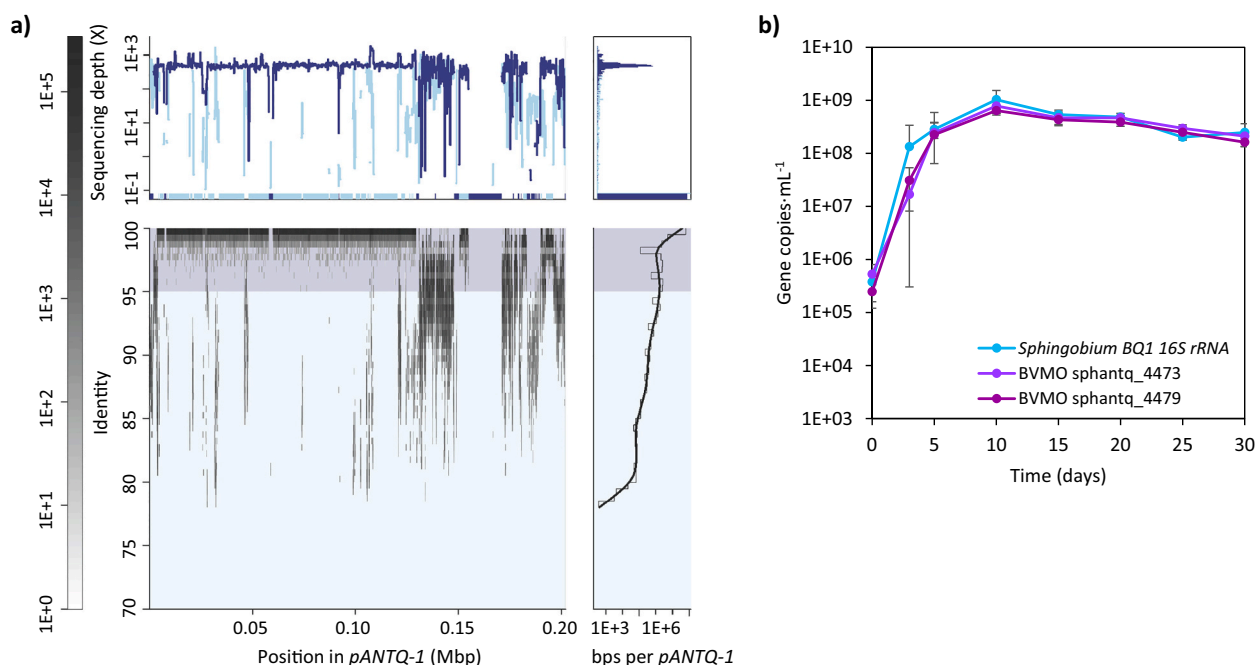 a)
1E+5
1E+4
1E+3
1E+2
1E+1
1E+0
Sequencing depth (X)
1E+3
1E+1
1E-1
Identity
100
95
90
85
80
75
70
0.05
0.10
0.15
0.20
Position in pANTQ-1 (Mbp)
1E+3
1E+6
bps per pANTQ-1
b)
Gene copies·mL-1
1E+10
1E+09
1E+08
1E+07
1E+06
1E+05
1E+04
1E+03
Sphingobium BQ1 16S rRNA
BVMO sphantq_4473
BVMO sphantq_4479
0
5
10
15
20
25
30
Time (days)